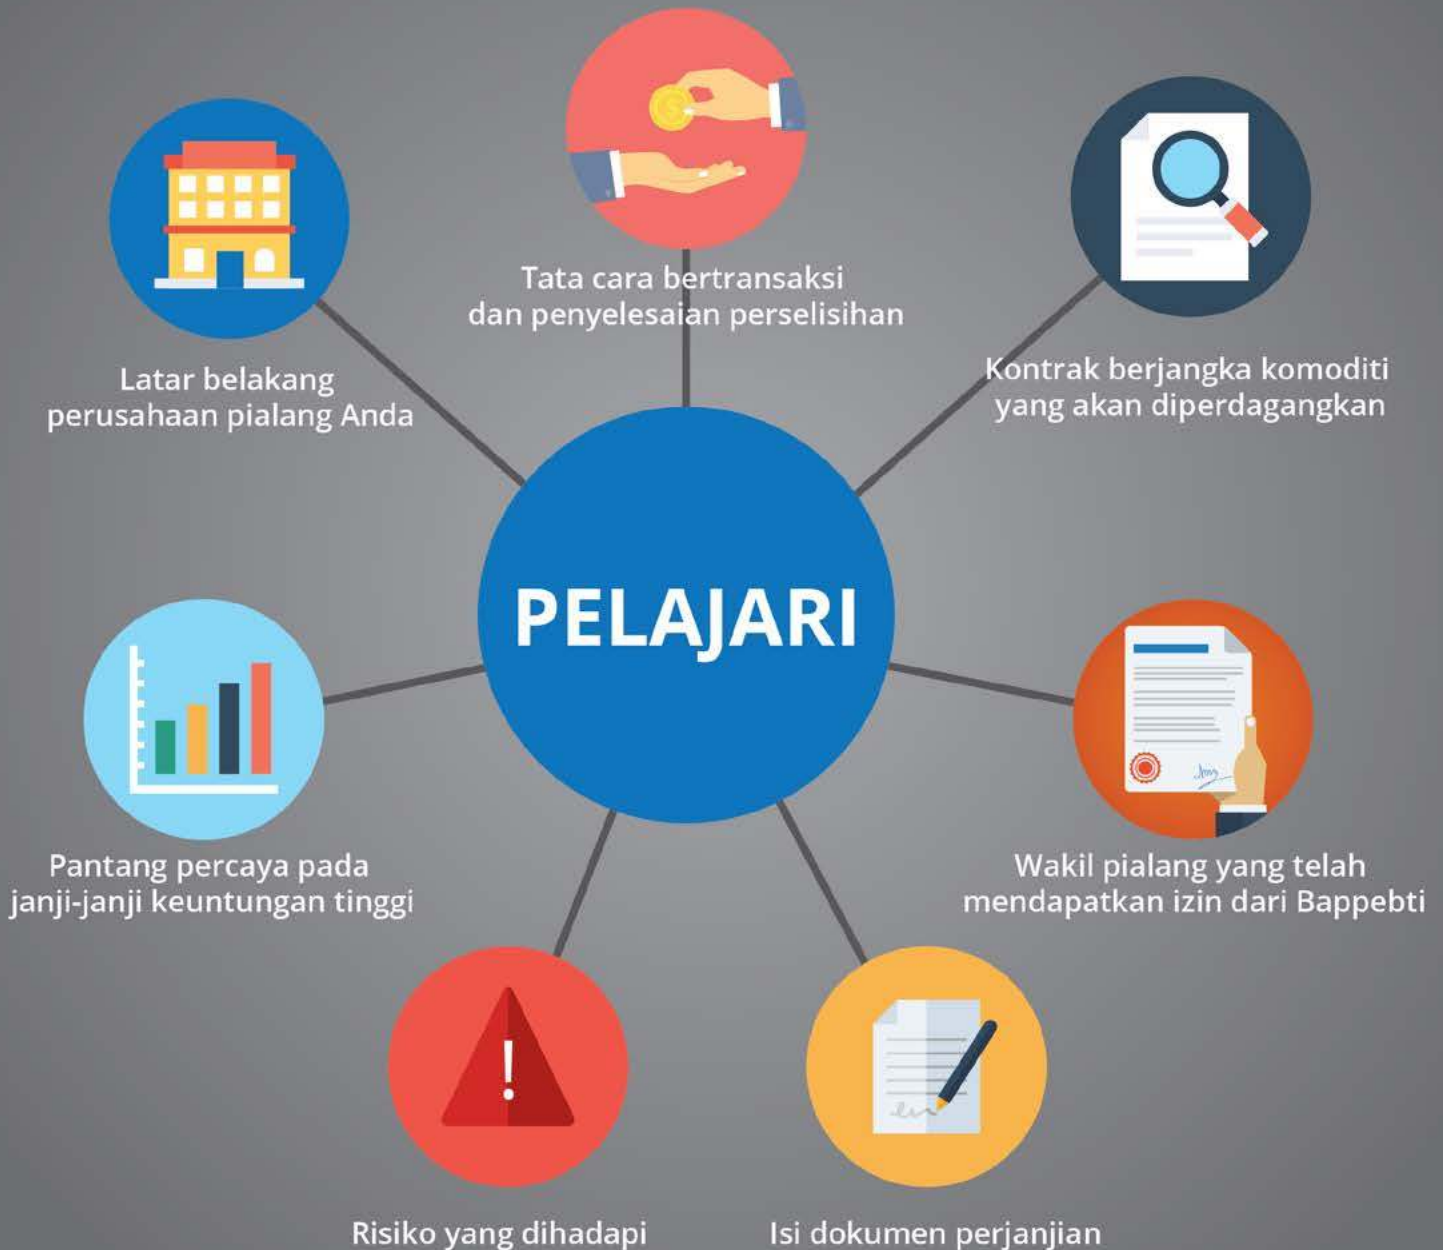 Tata cara bertransaksi
dan penyelesaian perselisihan
Latar belakang
perusahaan pialang Anda
Kontrak berjangka komoditi
yang akan diperdagangkan
PELAJARI
Pantang percaya pada
janji-janji keuntungan tinggi
Wakil pialang yang telah
mendapatkan izin dari Bappebti
Risiko yang dihadapi
Isi dokumen perjanjian